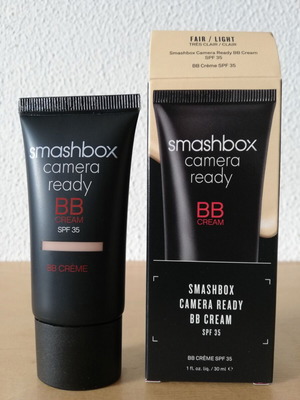 smashbox
camera
ready
BB
CREAM
SPF 35
BB CRÈME
FAIR / LIGHT
TRÈS CLAIR / CLAIR
Smashbox Camera Ready BB Cream
SPF 35
BB Crème SPF 35
smashbox
camera
ready
BB
CREAM
SMASHBOX
CAMERA READY
BB CREAM
SPF 35
BB CRÈME SPF 35
1 fl. oz. liq. / 30 ml ℮